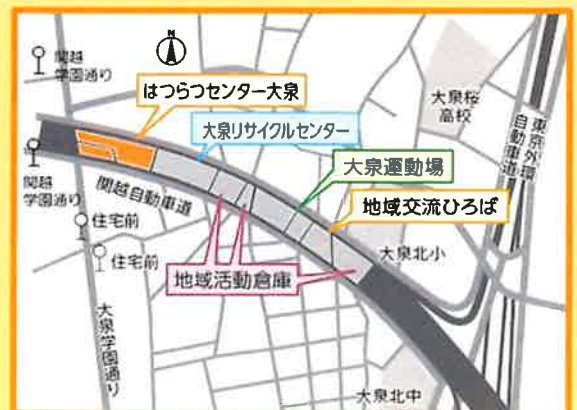 関越
学園通り
N
はつらつセンター大泉
大泉リサイクルセンター
大泉桜
高校
東京外環
自動車道
大泉運動場
関越
学園通り
関越自動車道
地域交流ひろば
住宅前
大泉北小
住宅前
地域活動倉庫
大泉学園通り
大泉北中